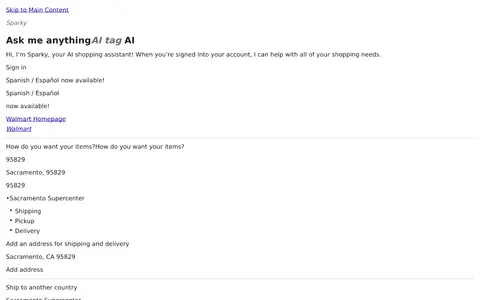 Skip to Main Content
Sparky
Ask me anythingAI tag AI
Hi, I'm Sparky, your AI shopping assistant! When you're signed into your account, I can help with all of your shopping needs.
Sign in
Spanish / Español now available!
Spanish / Español
now available!
Walmart Homepage
Walmart
How do you want your items?How do you want your items?
95829
Sacramento, 95829
95829
•Sacramento Supercenter
• Shipping
• Pickup
• Delivery
Add an address for shipping and delivery
Sacramento, CA 95829
Add address
Ship to another country
Sacramento Supercenter